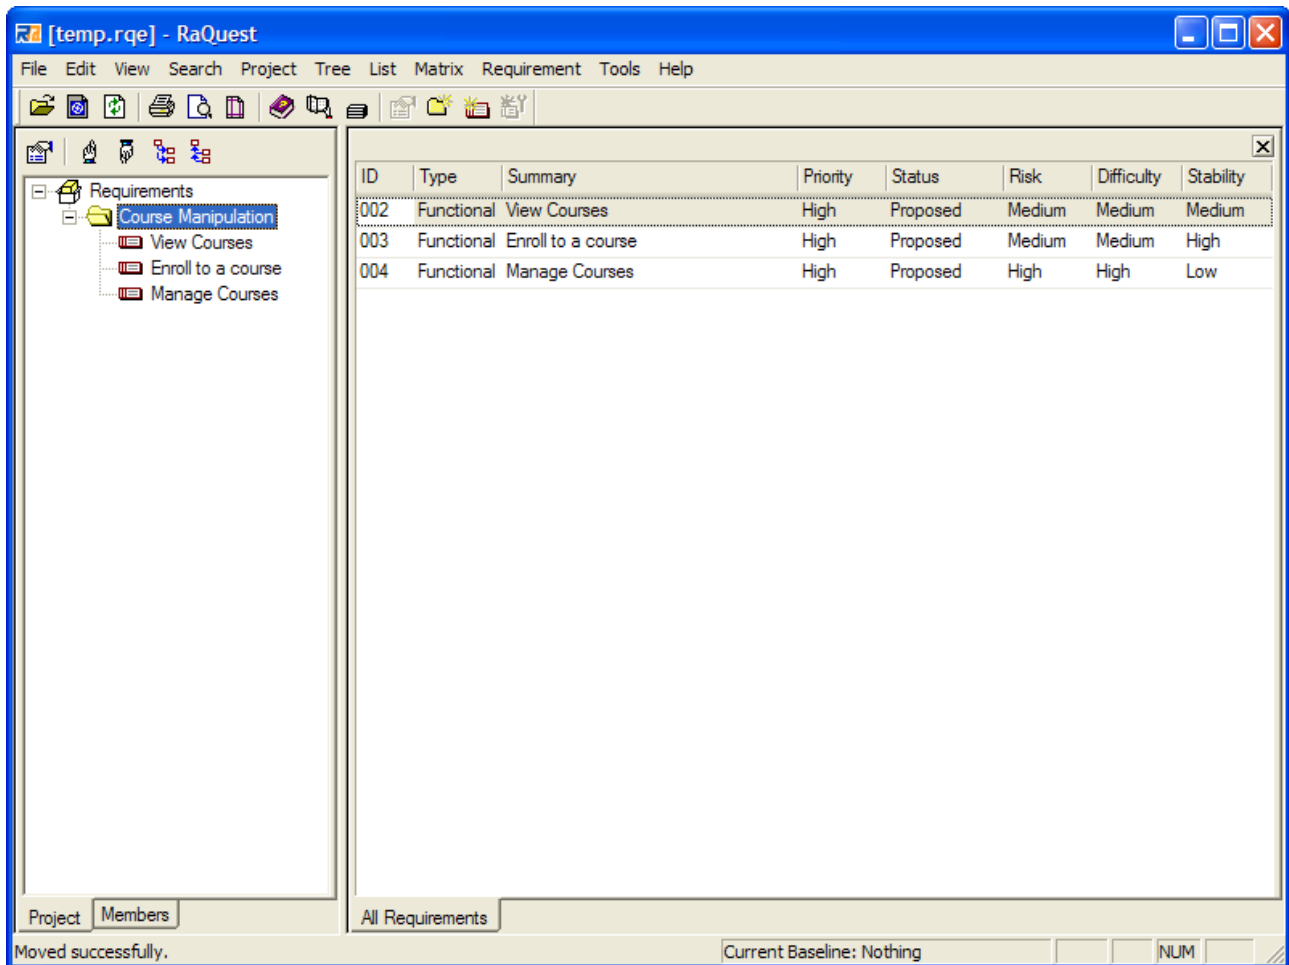 [temp.rqe] - RaQuest
File Edit View Search Project Tree List Matrix Requirement Tools Help
Requirements
Course Manipulation
View Courses
Enroll to a course
Manage Courses
ID Type Summary Priority Status Risk Difficulty Stability
002 Functional View Courses High Proposed Medium Medium Medium
003 Functional Enroll to a course High Proposed Medium Medium High
004 Functional Manage Courses High Proposed High High Low
Project Members
All Requirements
Moved successfully. Current Baseline: Nothing NUM